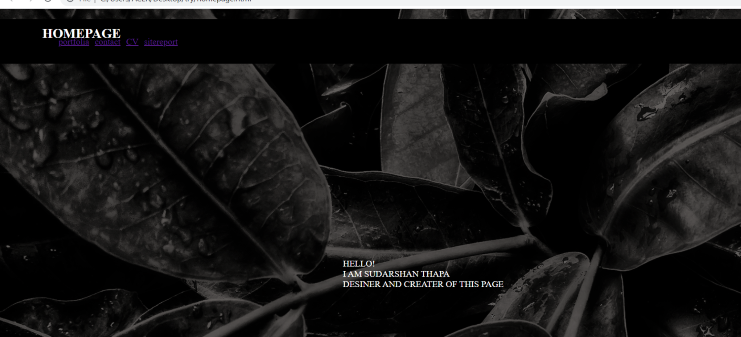 HOMEPAGE
portfolio contact CV sitereport
HELLO!
I AM SUDARSHAN THAPA
DESINER AND CREATER OF THIS PAGE